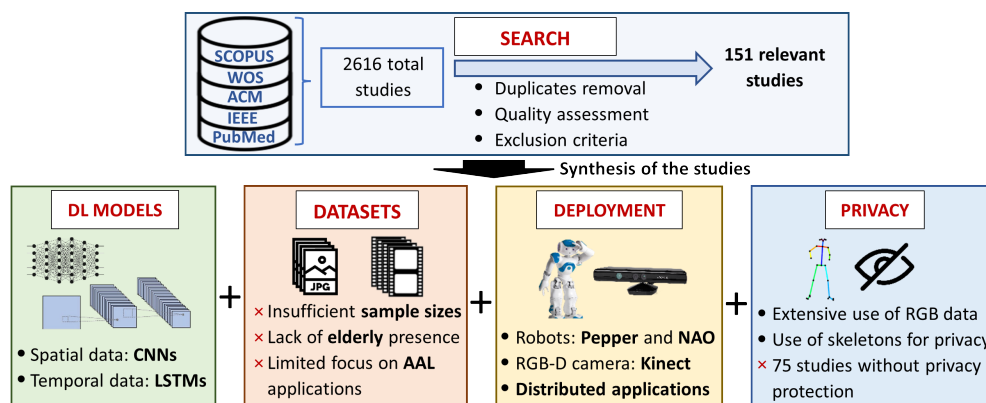 SEARCH
SCOPUS
WOS
ACM
IEEE
PubMed
2616 total
studies
• Duplicates removal
• Quality assessment
• Exclusion criteria
151 relevant
studies
Synthesis of the studies
DL MODELS
• Spatial data: CNNs
• Temporal data: LSTMs
+
DATASETS
JPG
× Insufficient sample sizes
× Lack of elderly presence
× Limited focus on AAL
applications
+
DEPLOYMENT
• Robots: Pepper and NAO
• RGB-D camera: Kinect
• Distributed applications
+
PRIVACY
• Extensive use of RGB data
• Use of skeletons for privacy
× 75 studies without privacy
protection